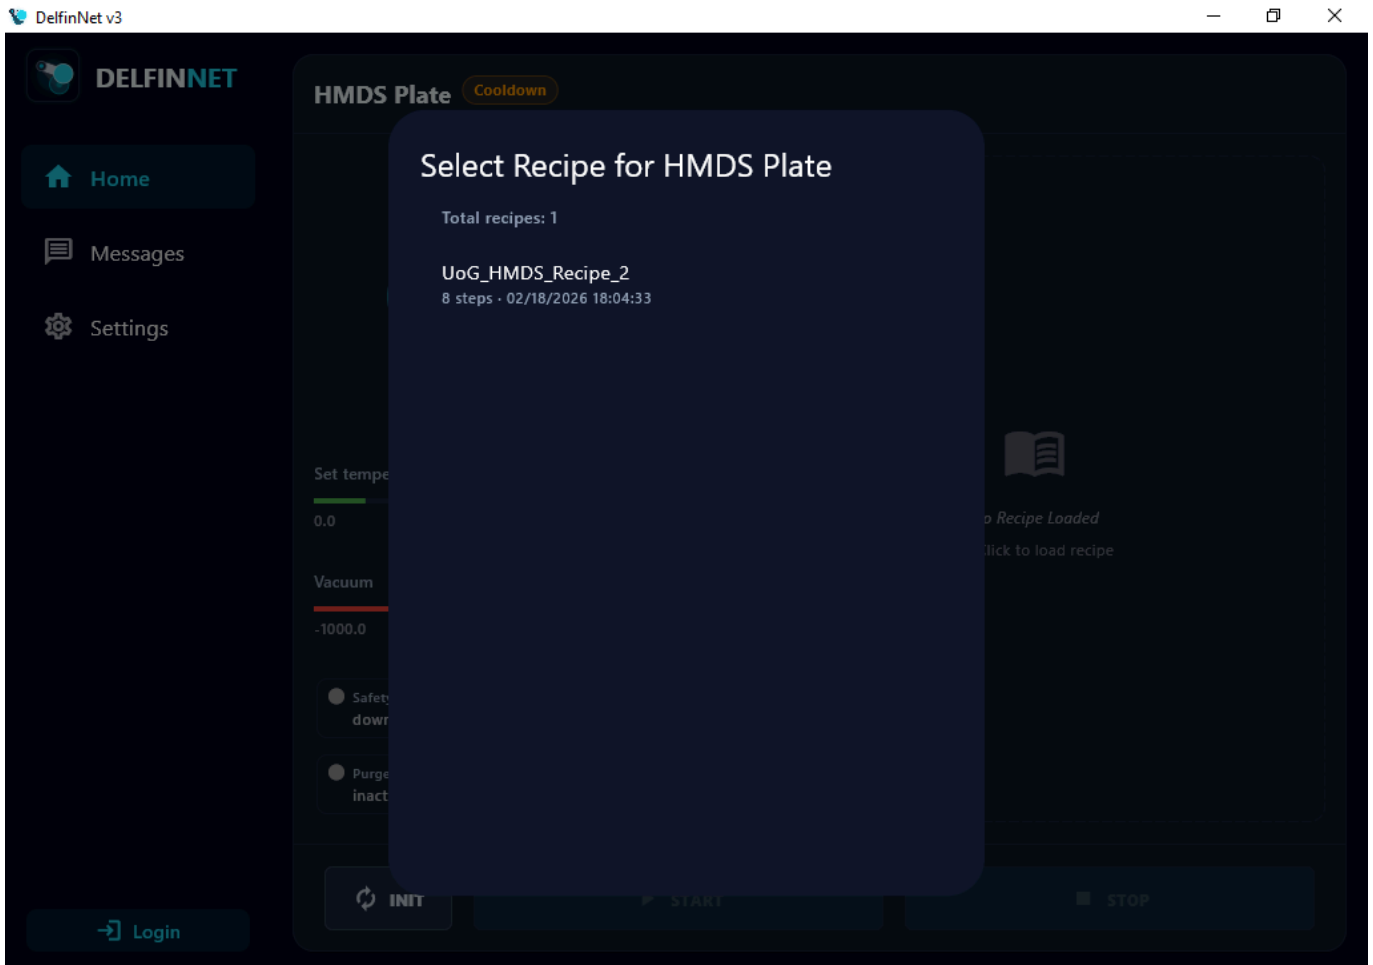 DelfinNet v3
DELFINNET
Home
Messages
Settings
Login
HMDS Plate
Cooldown
Select Recipe for HMDS Plate
Total recipes: 1
UoG_HMDS_Recipe_2
8 steps · 02/18/2026 18:04:33
Set tempe
0.0
Vacuum
-1000.0
Safety
down
Purge
inact
Recipe Loaded
Click to load recipe
INIT
START
STOP